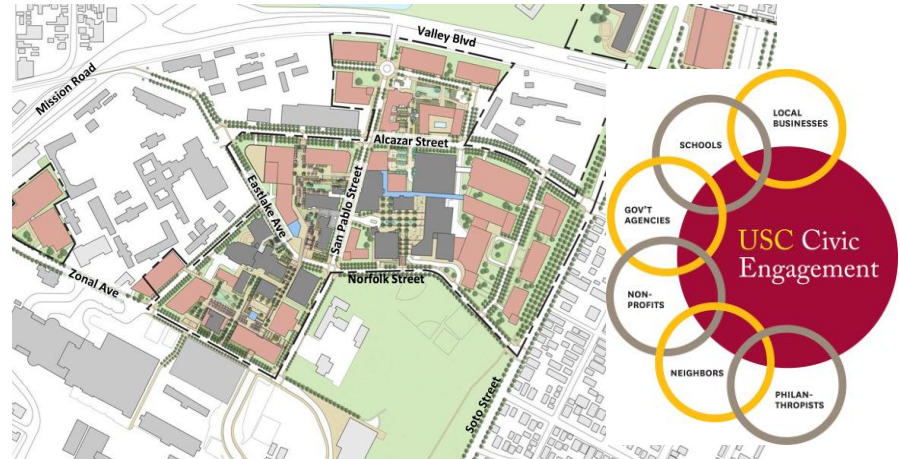 Valley Blvd
Mission Road
Alcazar Street
Eastlake Ave
San Pablo Street
Zonal Ave
Norfolk Street
Soto Street
LOCAL
BUSINESSES
SCHOOLS
GOV'T
AGENCIES
USC Civic
Engagement
NON-
PROFITS
NEIGHBORS
PHILAN-
THROPISTS